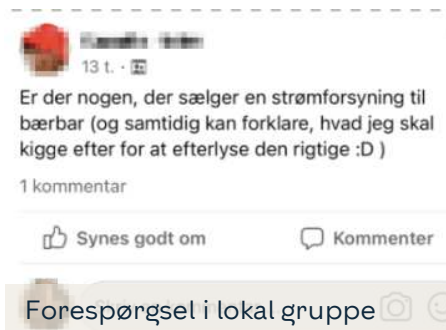 13 t.
Er der nogen, der sælger en strømforsyning til
bærbar (og samtidig kan forklare, hvad jeg skal
kigge efter for at efterlyse den rigtige :D )
1 kommentar
Synes godt om
Kommenter
Forespørgsel i lokal gruppe